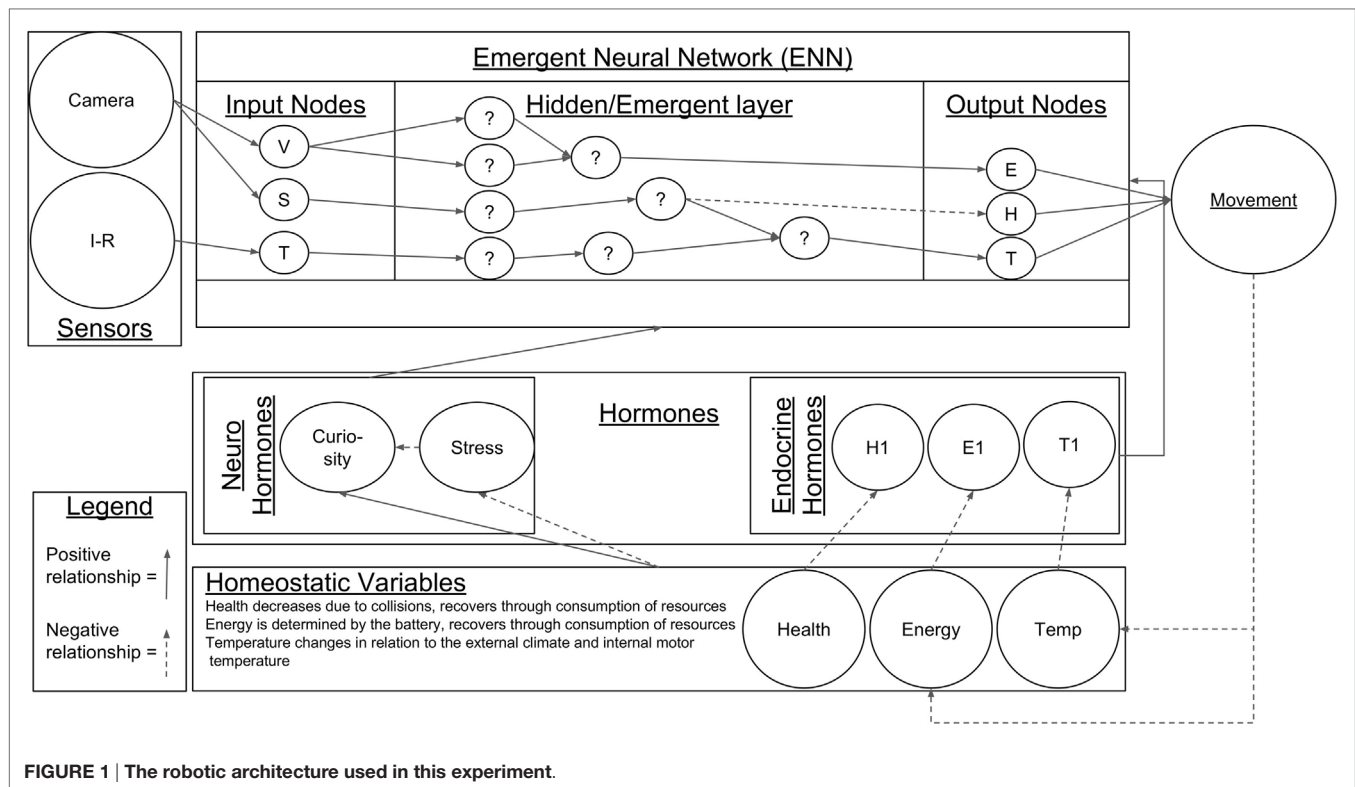 Camera
I-R
Sensors
Emergent Neural Network (ENN)
Input Nodes
V
S
T
Hidden/Emergent layer
?
?
?
?
?
?
?
?
Output Nodes
E
H
T
Movement
Neuro
Hormones
Curio-
sity
Stress
Hormones
Endocrine
Hormones
H1
E1
T1
Legend
Positive
relationship =
Negative
relationship =
Homeostatic Variables
Health decreases due to collisions, recovers through consumption of resources
Energy is determined by the battery, recovers through consumption of resources
Temperature changes in relation to the external climate and internal motor
temperature
Health
Energy
Temp
FIGURE 1 | The robotic architecture used in this experiment.